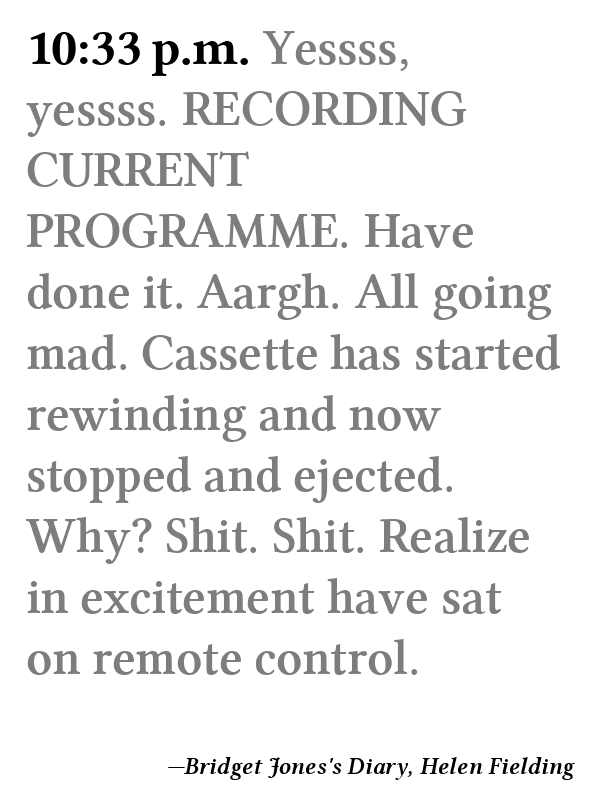 10:33 p.m. Yessss,
yessss. RECORDING
CURRENT
PROGRAMME. Have
done it. Aargh. All going
mad. Cassette has started
rewinding and now
stopped and ejected.
Why? Shit. Shit. Realize
in excitement have sat
on remote control.
—Bridget Jones's Diary, Helen Fielding